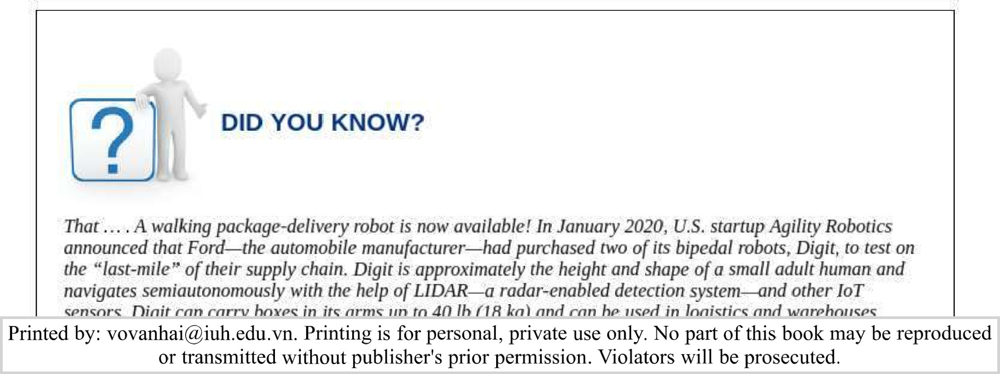 ?
DID YOU KNOW?
That .... A walking package-delivery robot is now available! In January 2020, U.S. startup Agility Robotics
announced that Ford—the automobile manufacturer—had purchased two of its bipedal robots, Digit, to test on
the “last-mile” of their supply chain. Digit is approximately the height and shape of a small adult human and
navigates semiautonomously with the help of LIDAR—a radar-enabled detection system—and other IoT
sensors. Digit can carry boxes in its arms up to 40 lb (18 kg) and can be used in logistics and warehouses
Printed by: vovanhai@iuh.edu.vn. Printing is for personal, private use only. No part of this book may be reproduced
or transmitted without publisher's prior permission. Violators will be prosecuted.